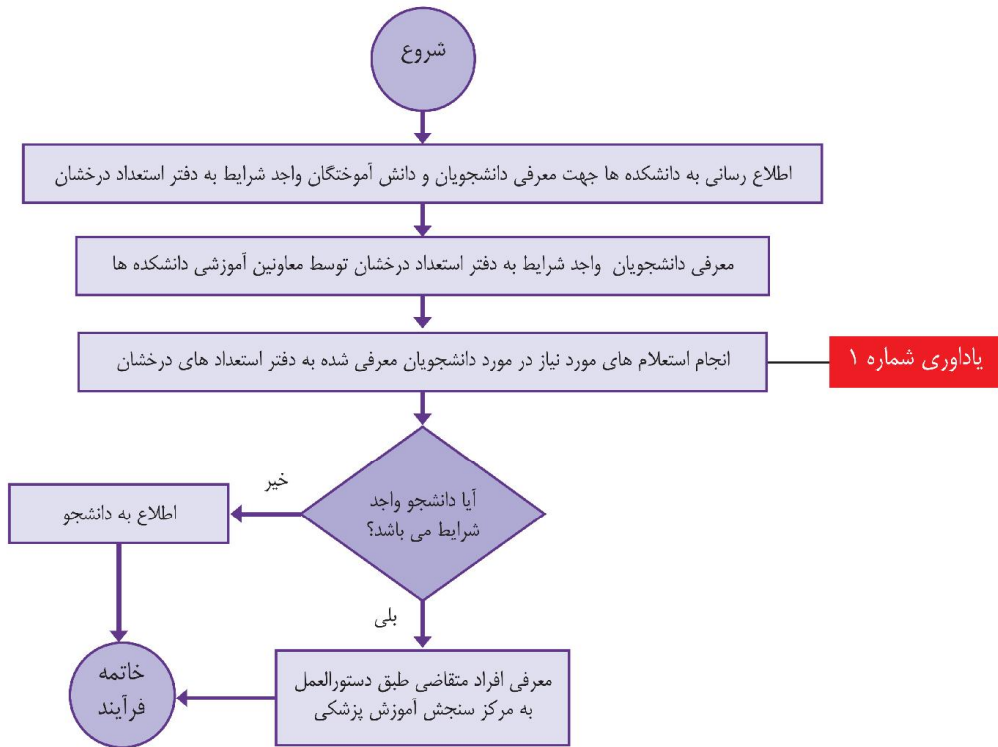 شروع
اطلاع رسانی به دانشکده ها جهت معرفی دانشجویان و دانش آموختگان واجد شرایط به دفتر استعداد درخشان
معرفی دانشجویان واجد شرایط به دفتر استعداد درخشان توسط معاونین آموزشی دانشکده ها
انجام استعلام های مورد نیاز در مورد دانشجویان معرفی شده به دفتر استعداد های درخشان
یاداوری شماره ۱
آیا دانشجو واجد
شرایط می باشد؟
خیر
اطلاع به دانشجو
بلی
معرفی افراد متقاضی طبق دستورالعمل
به مرکز سنجش آموزش پزشکی
خاتمه
فرآیند